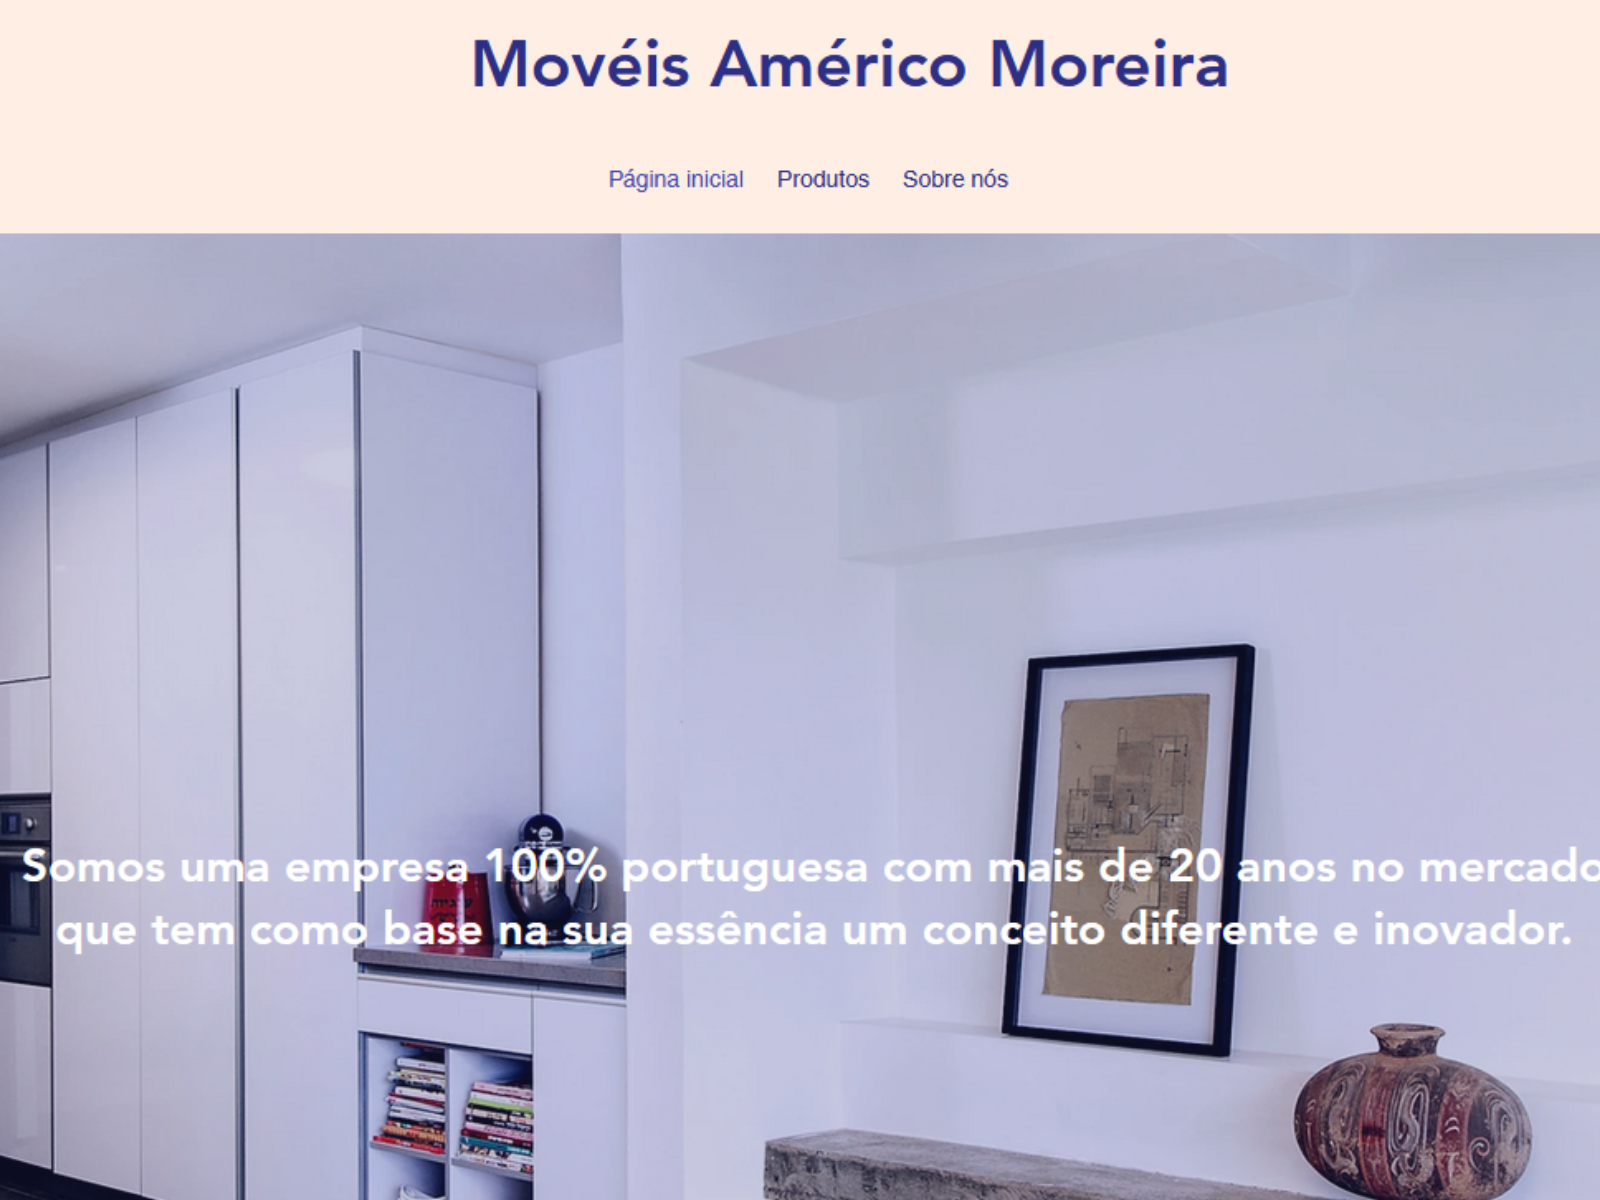 Movéis Américo Moreira
Página inicial Produtos Sobre nós
Somos uma empresa 100% portuguesa com mais de 20 anos no mercado
que tem como base na sua essência um conceito diferente e inovador.